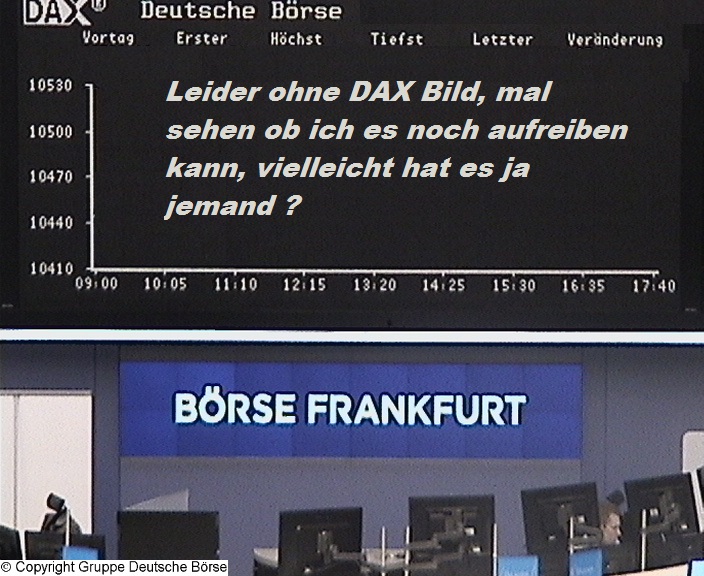 DAX® Deutsche Börse
Vortag Erster Höchst Tiefst Letzter Veränderung
10530
10500
10470
10440
10410
Leider ohne DAX Bild, mal
sehen ob ich es noch aufreiben
kann, vielleicht hat es ja
jemand ?
09:00 10:05 11:10 12:15 13:20 14:25 15:30 16:35 17:40
BÖRSE FRANKFURT
© Copyright Gruppe Deutsche Börse